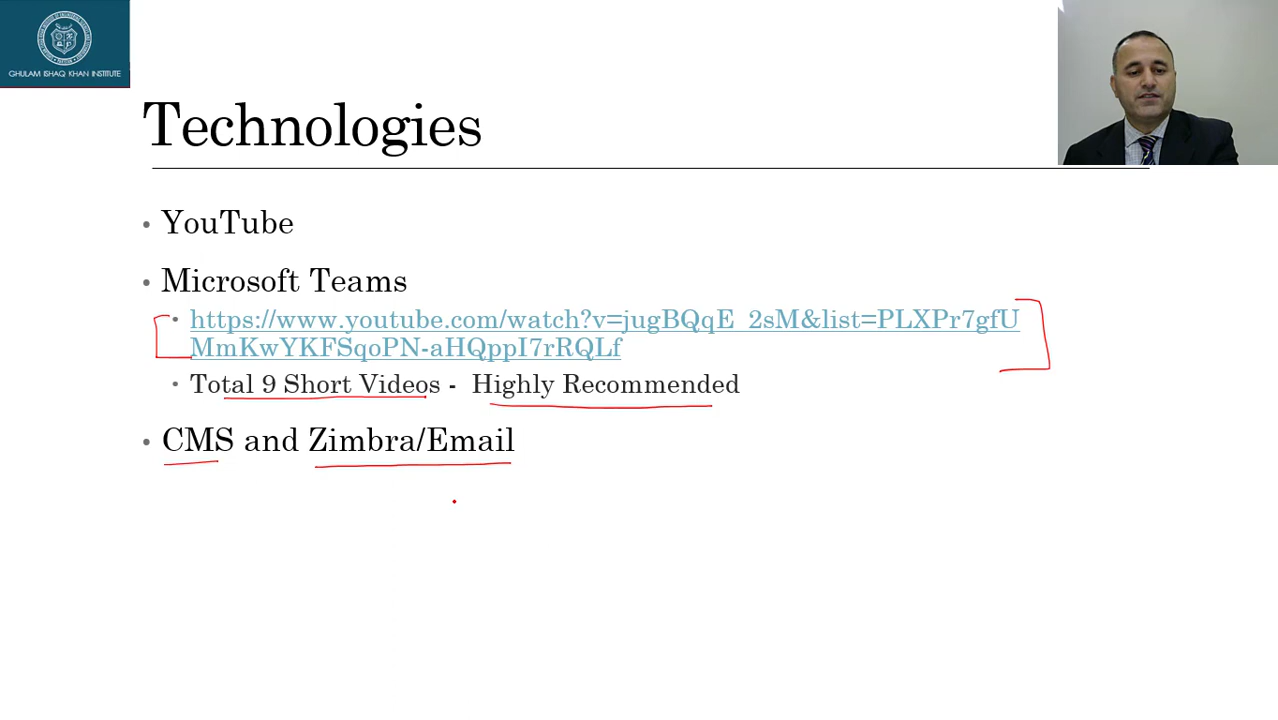 GHULAM ISHAQ KHAN INSTITUTE
Technologies
• YouTube
• Microsoft Teams
• https://www.youtube.com/watch?v=jugBQqE_2sM&list=PLXPr7gfU
MmKwYKFSqoPN-aHQppI7rRQLf
• Total 9 Short Videos - Highly Recommended
• CMS and Zimbra/Email